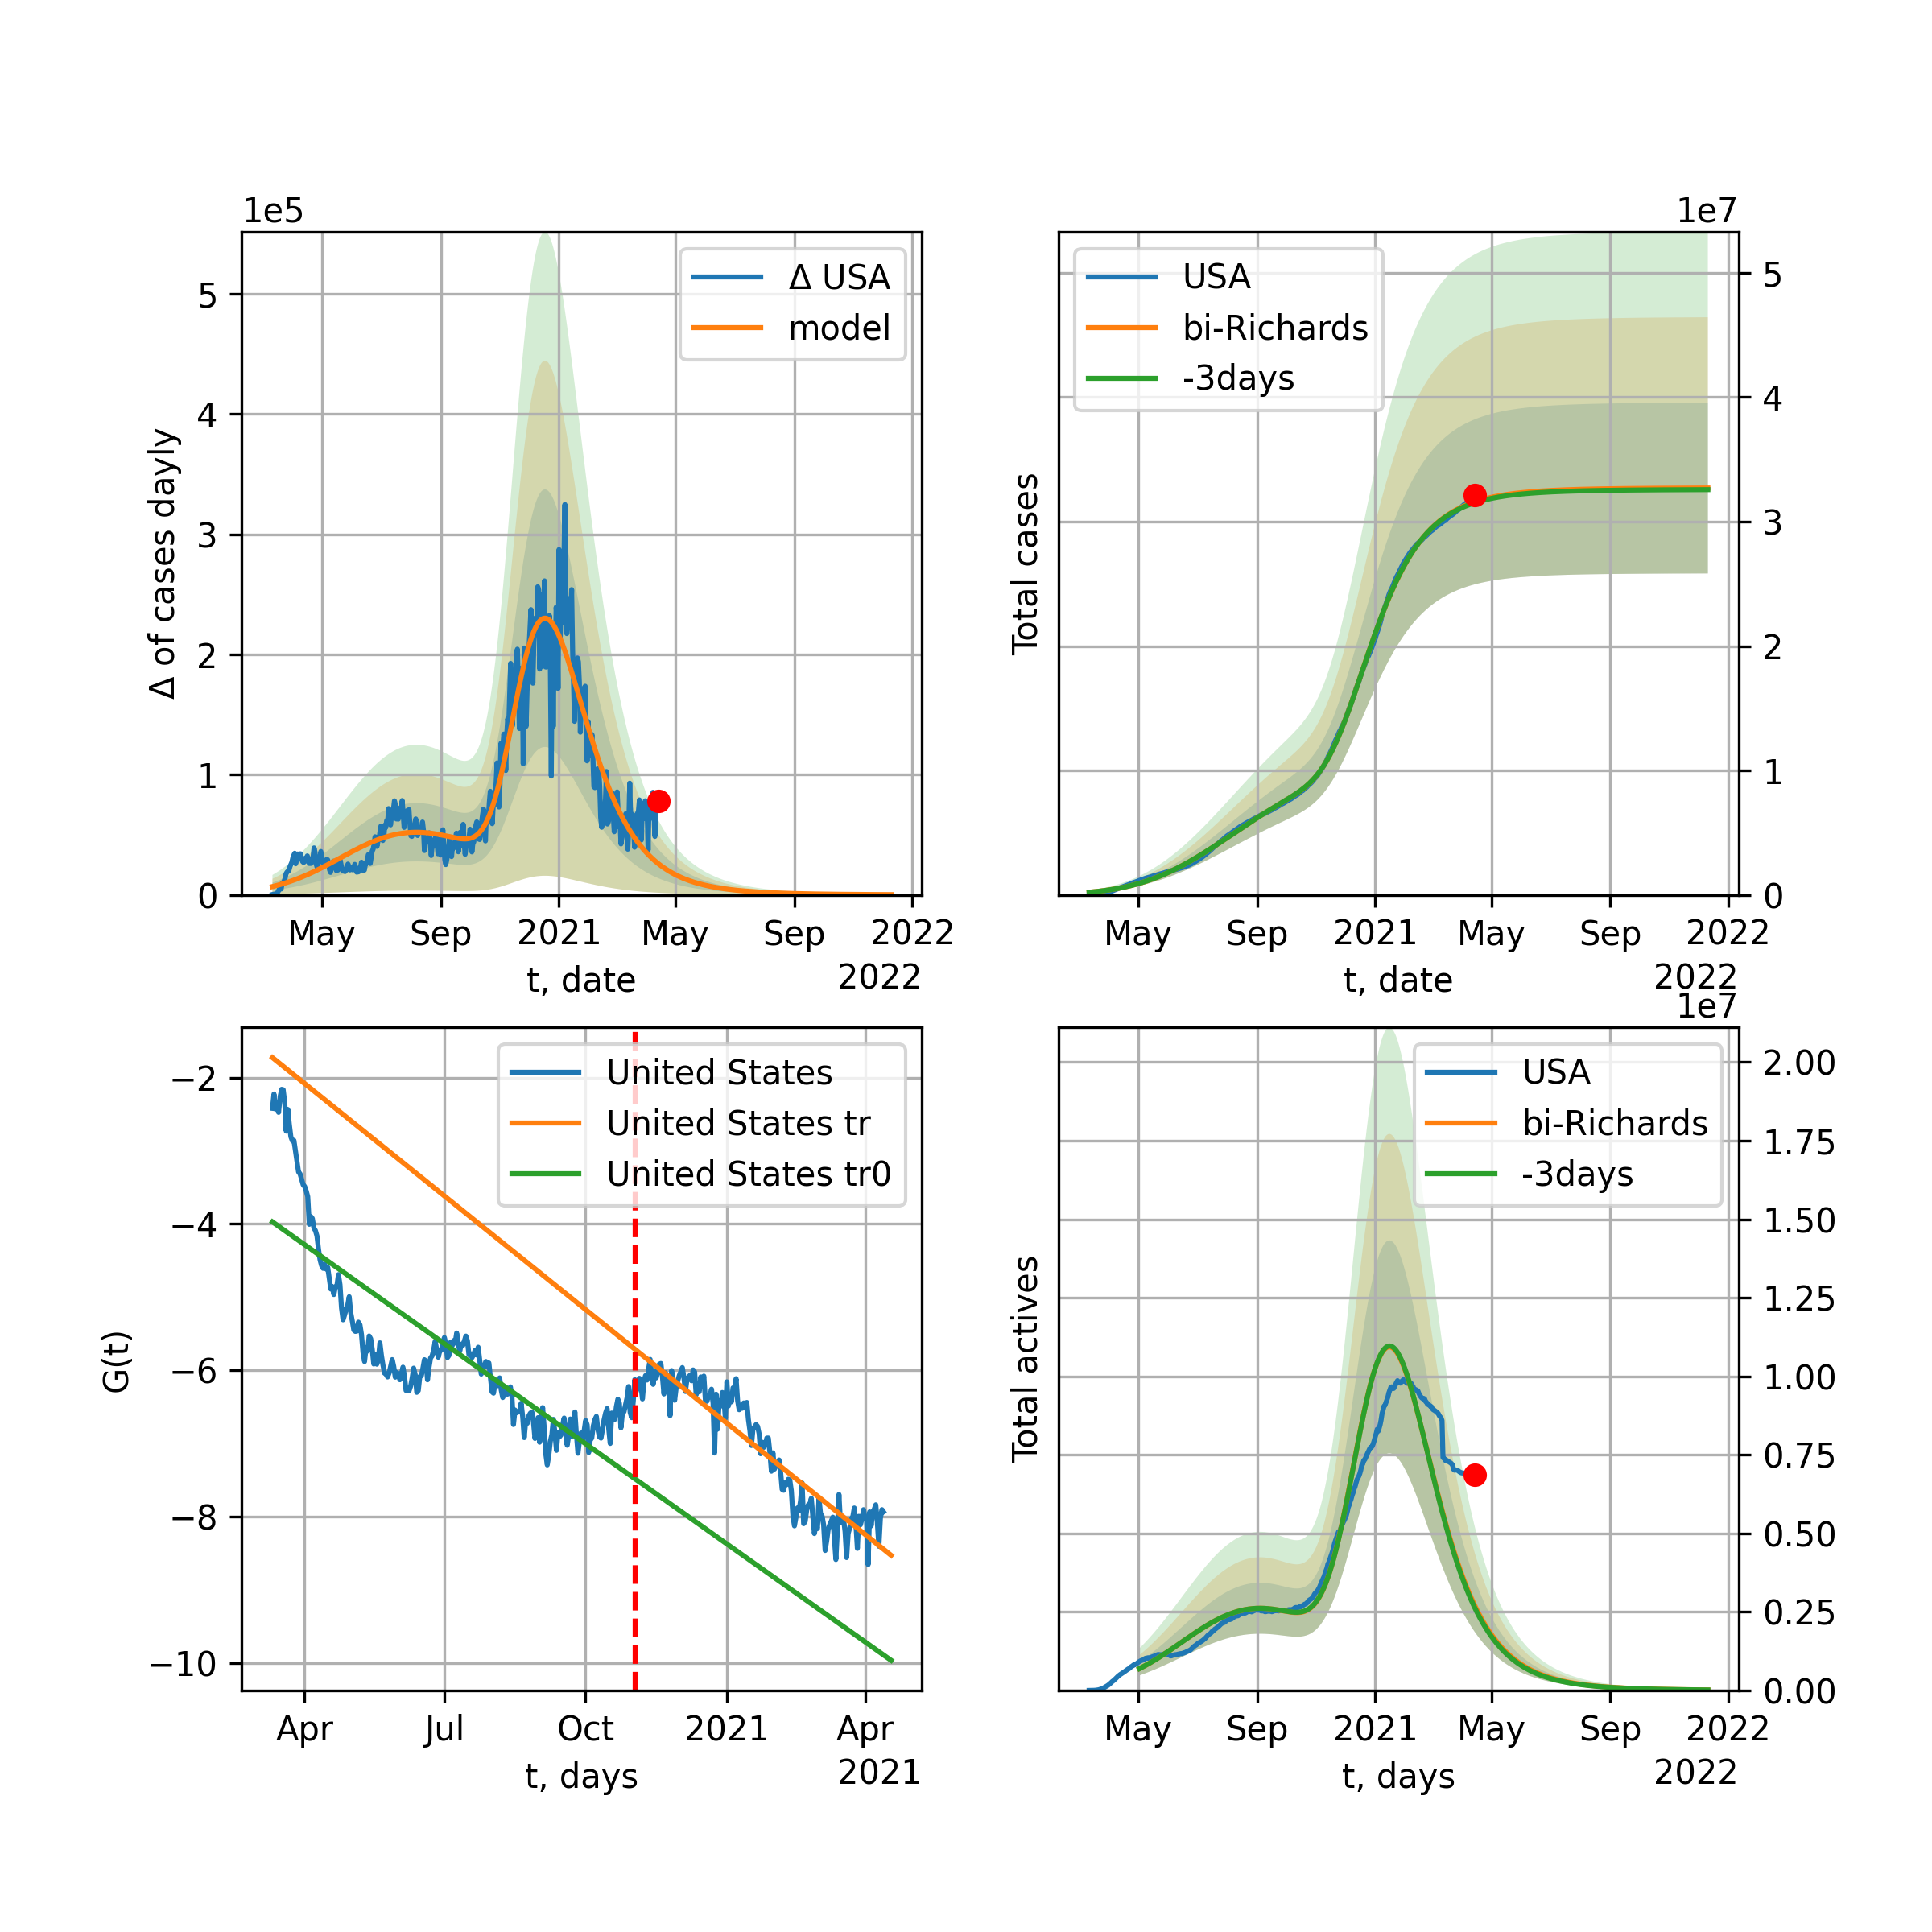 1e5
Δ of cases dayly
5
4
3
2
1
0
Δ USA
model
May Sep 2021 May Sep 2022
t, date
2022
1e7
Total cases
USA
bi-Richards
-3days
5
4
3
2
1
0
May Sep 2021 May Sep 2022
t, date
2022
G(t)
−2
−4
−6
−8
−10
United States
United States tr
United States tr0
Apr Jul Oct 2021 Apr
t, days
2021
1e7
Total actives
USA
bi-Richards
-3days
2.00
1.75
1.50
1.25
1.00
0.75
0.50
0.25
0.00
May Sep 2021 May Sep 2022
t, days
2022